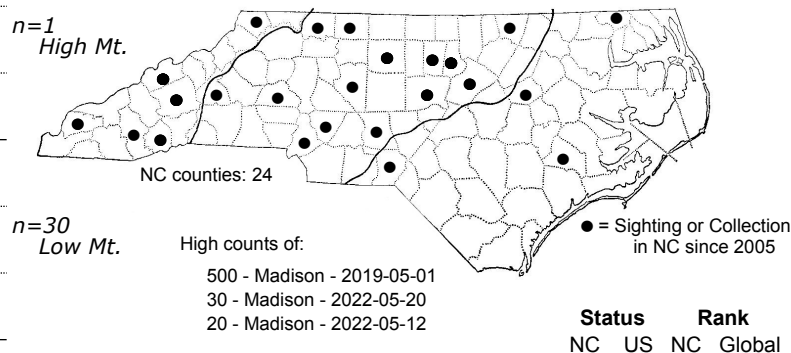 n=1
High Mt.
NC counties: 24
n=30
Low Mt.
High counts of:
500 - Madison - 2019-05-01
30 - Madison - 2022-05-20
20 - Madison - 2022-05-12
● = Sighting or Collection
in NC since 2005
Status Rank
NC US NC Global